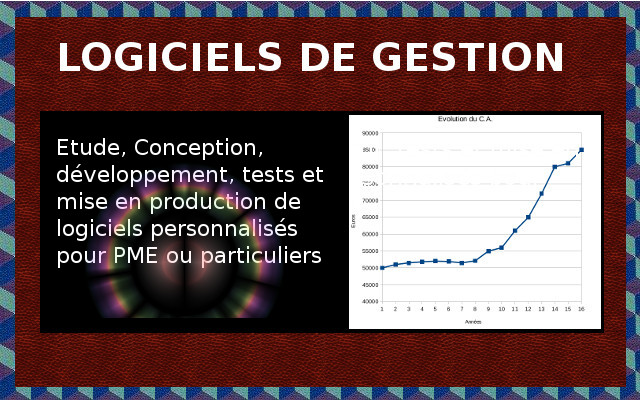 LOGICIELS DE GESTION
Etude, Conception,
développement, tests et
mise en production de
logiciels personnalisés
pour PME ou particuliers
Evolution du C.A.
90000
80000
70000
65000
60000
55000
50000
45000
40000
Euros
1 2 3 4 5 6 7 8 9 10 11 12 13 14 15 16
Années